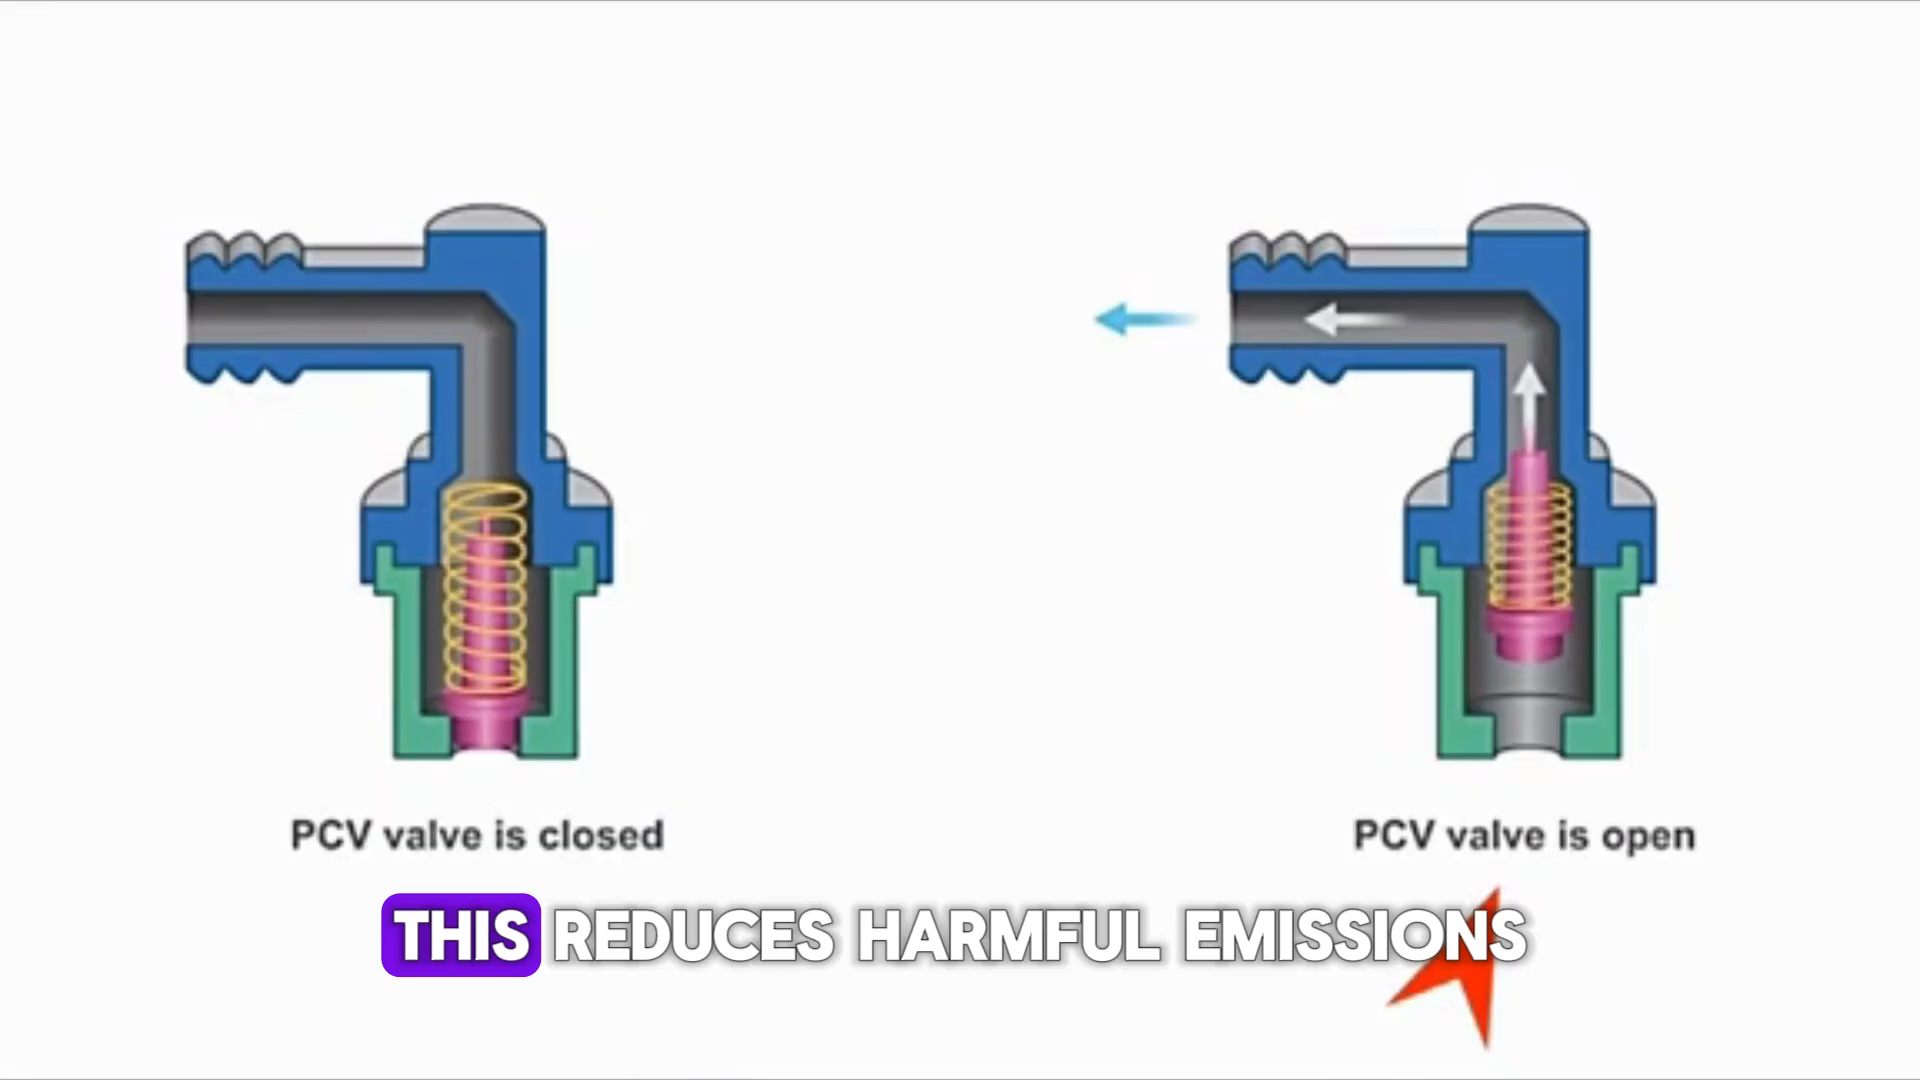 PCV valve is closed
PCV valve is open
THIS REDUCES HARMFUL EMISSIONS